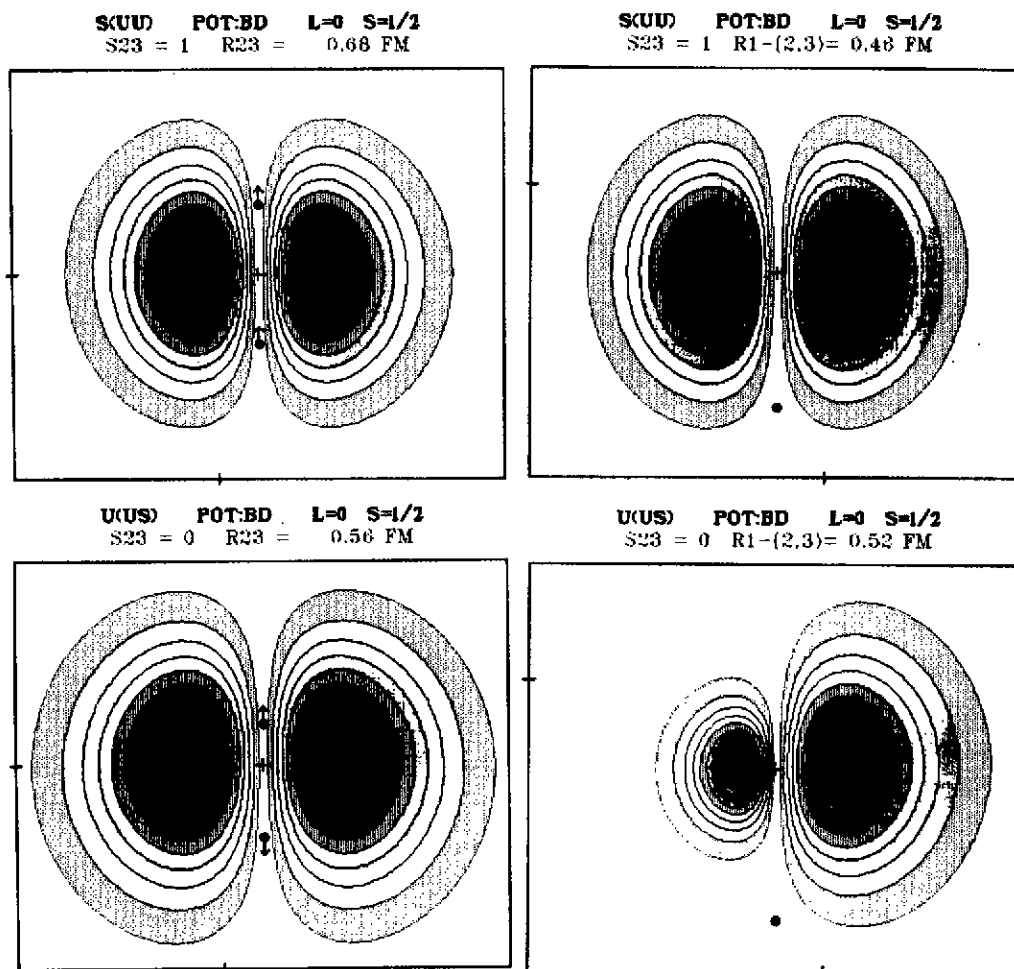 S(UU) POT:BD L=0 S=1/2
S23 = 1 R23 = 0.68 FM
S(UU) POT:BD L=0 S=1/2
S23 = 1 R1-(2,3)= 0.46 FM
U(US) POT:BD L=0 S=1/2
S23 = 0 R23 = 0.56 FM
U(US) POT:BD L=0 S=1/2
S23 = 0 R1-(2,3)= 0.52 FM